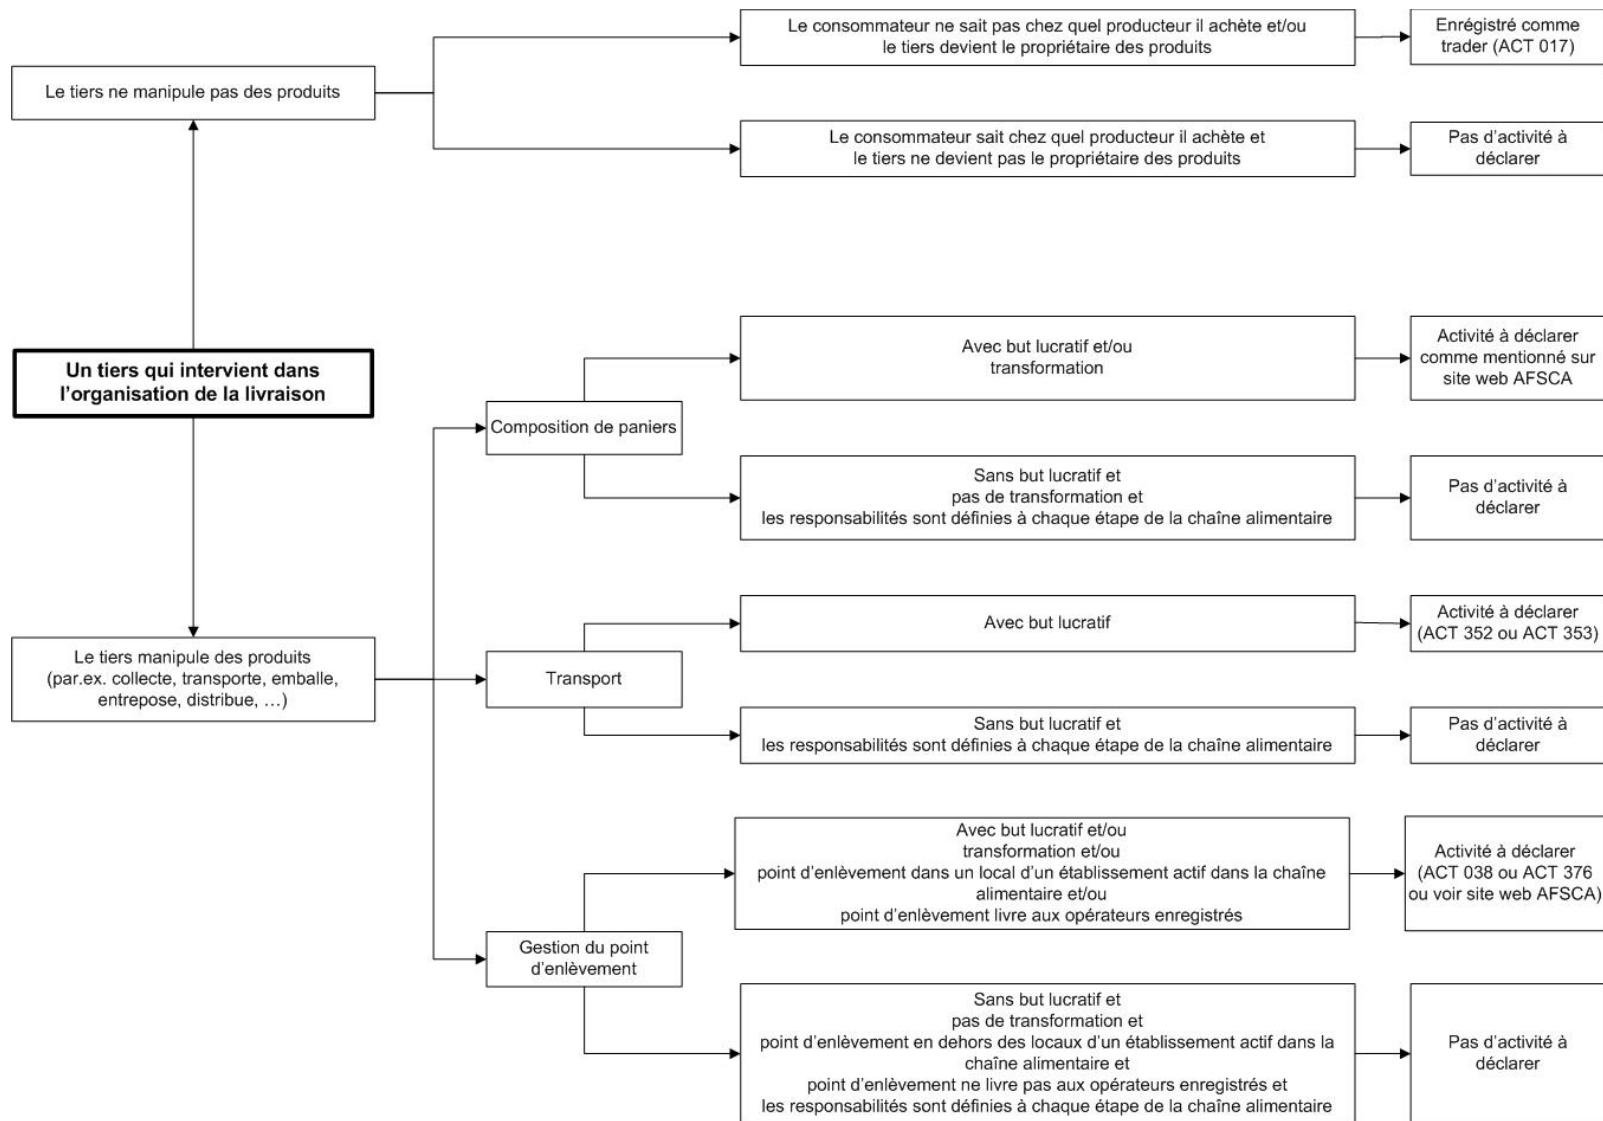 Le consommateur ne sait pas chez quel producteur il achète et/ou
le tiers devient le propriétaire des produits
Enrégistré comme
trader (ACT 017)
Le tiers ne manipule pas des produits
Le consommateur sait chez quel producteur il achète et
le tiers ne devient pas le propriétaire des produits
Pas d’activité à
déclarer
Un tiers qui intervient dans
l’organisation de la livraison
Avec but lucratif et/ou
transformation
Activité à déclarer
comme mentionné sur
site web AFSCA
Composition de paniers
Sans but lucratif et
pas de transformation et
les responsabilités sont définies à chaque étape de la chaîne alimentaire
Pas d’activité à
déclarer
Le tiers manipule des produits
(par.ex. collecte, transporte, emballe,
entrepose, distribue, …)
Avec but lucratif
Activité à déclarer
(ACT 352 ou ACT 353)
Transport
Sans but lucratif et
les responsabilités sont définies à chaque étape de la chaîne alimentaire
Pas d’activité à
déclarer
Avec but lucratif et/ou
transformation et/ou
point d’enlèvement dans un local d’un établissement actif dans la chaîne
alimentaire et/ou
point d’enlèvement livre aux opérateurs enregistrés
Activité à déclarer
(ACT 038 ou ACT 376
ou voir site web AFSCA)
Gestion du point
d’enlèvement
Sans but lucratif et
pas de transformation et
point d’enlèvement en dehors des locaux d’un établissement actif dans la
chaîne alimentaire et
point d’enlèvement ne livre pas aux opérateurs enregistrés et
les responsabilités sont définies à chaque étape de la chaîne alimentaire
Pas d’activité à
déclarer